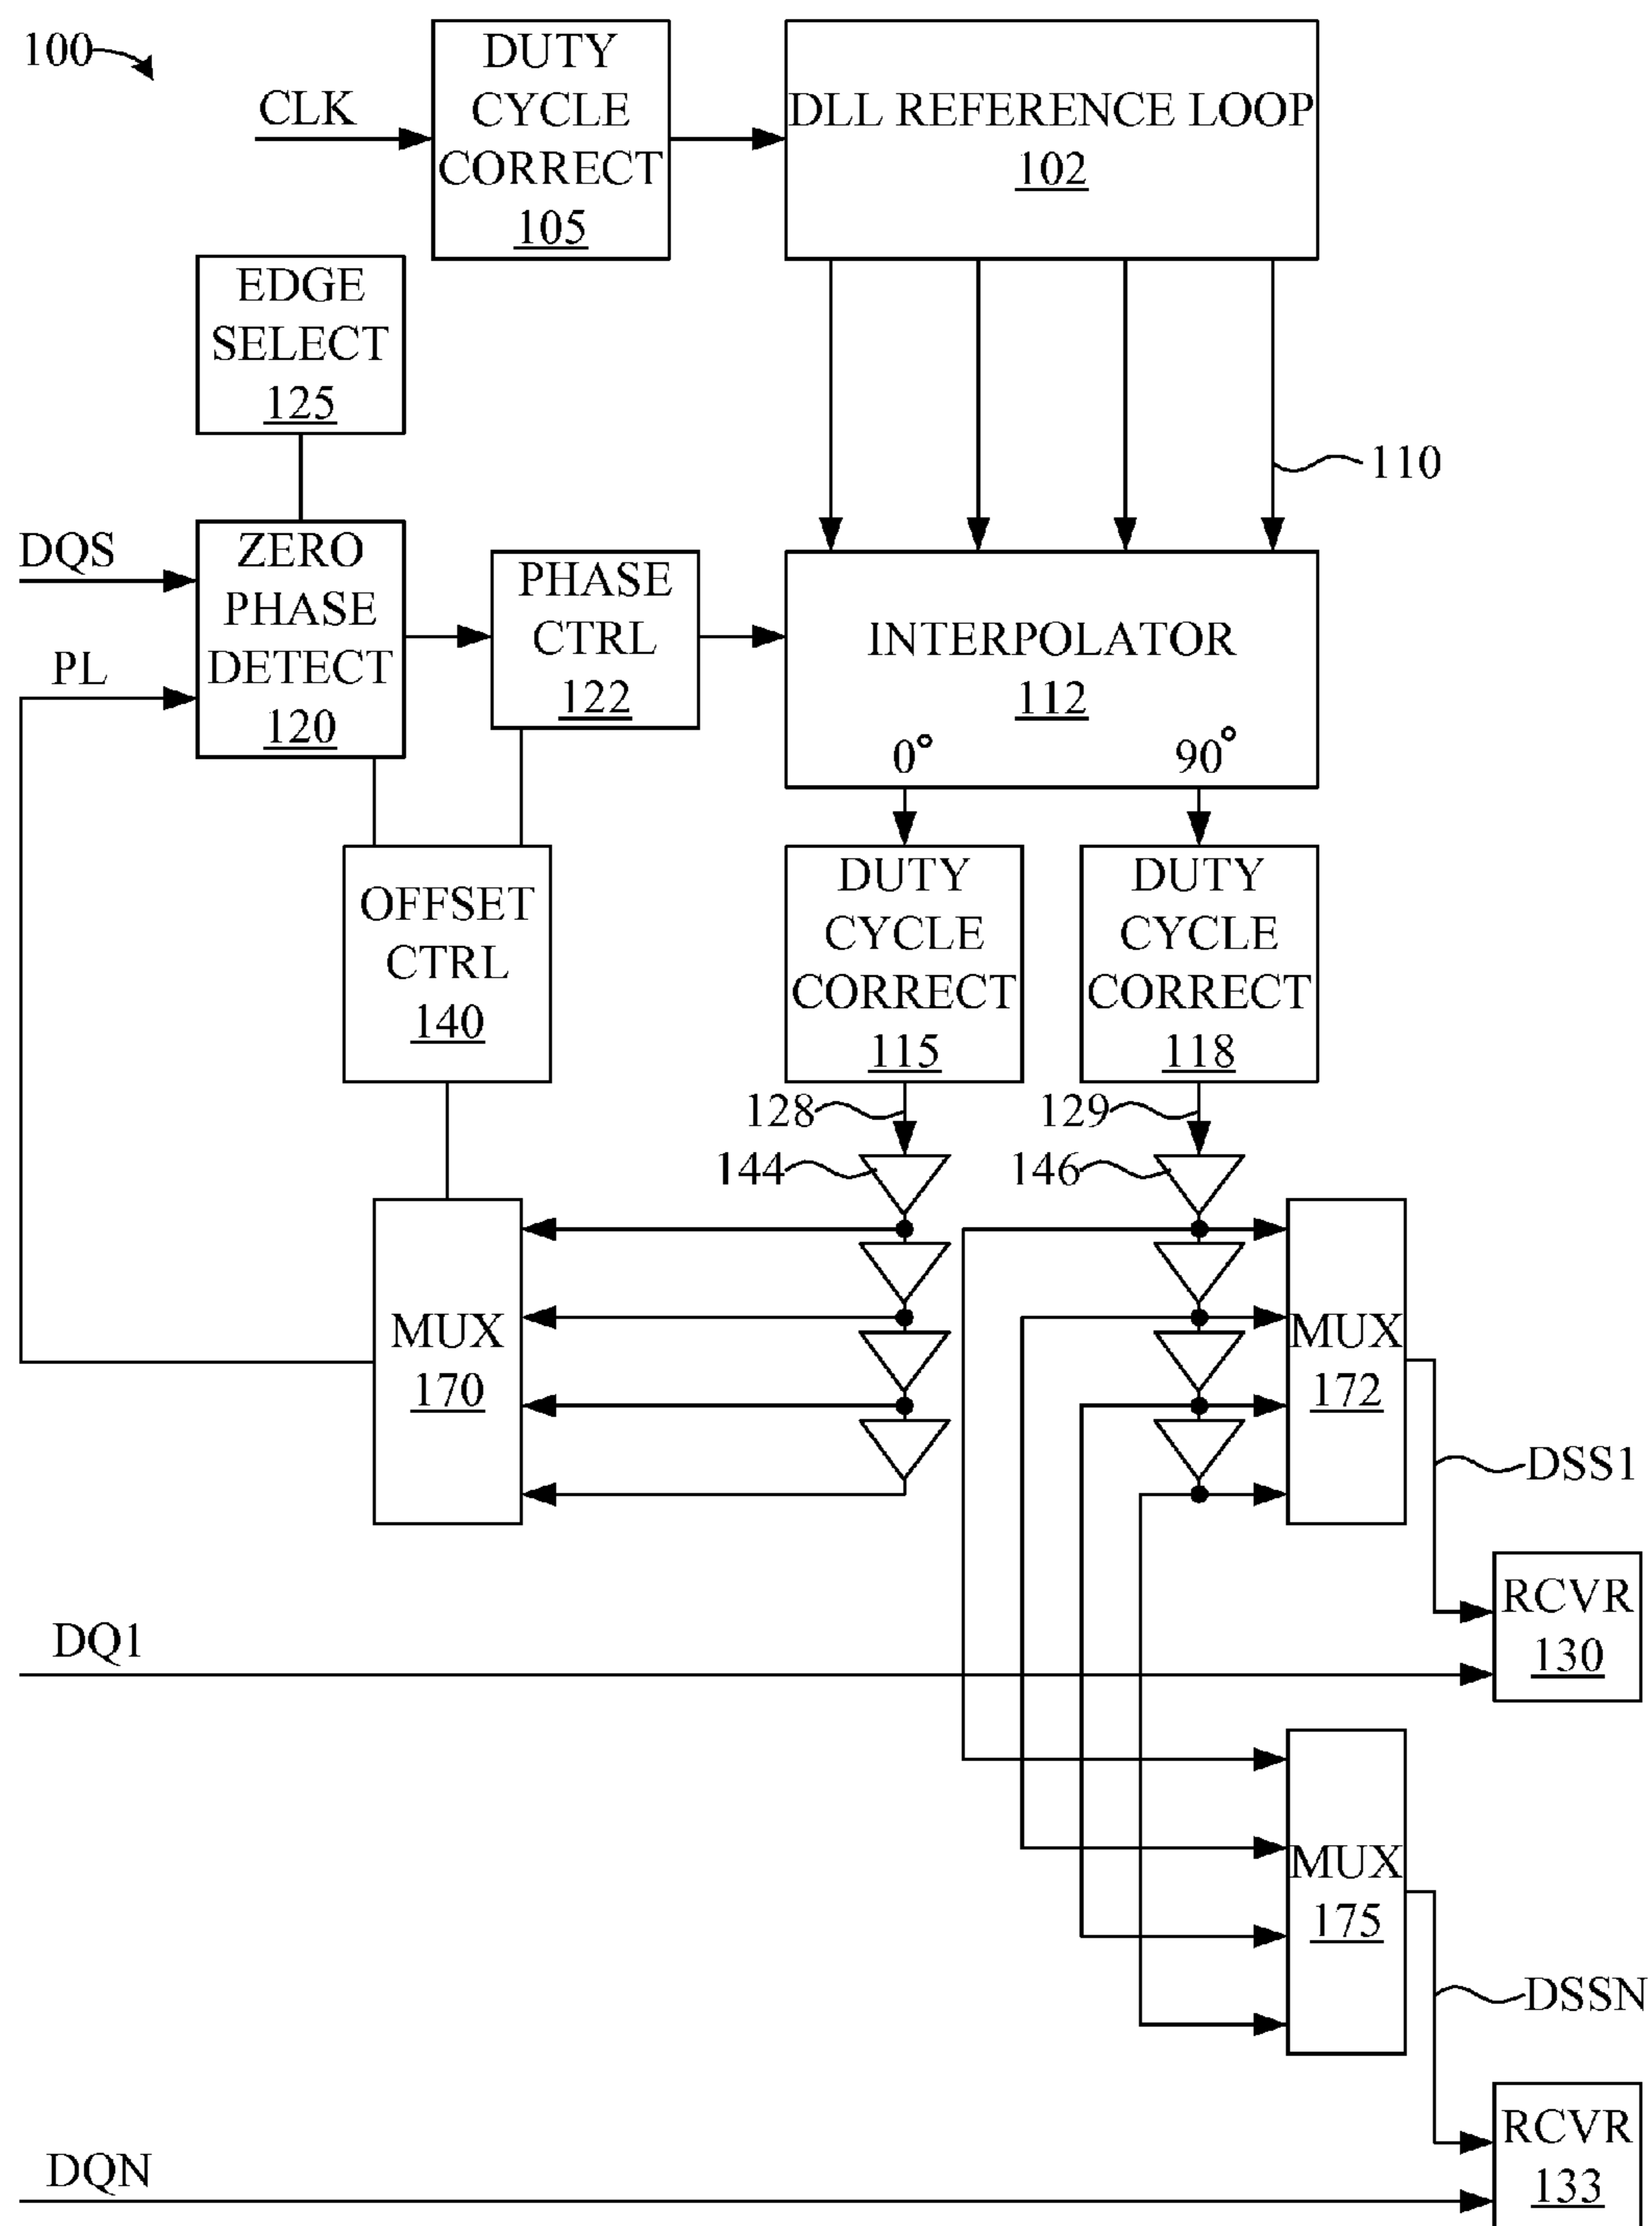 100
CLK
DUTY
CYCLE
CORRECT
105
DLL REFERENCE LOOP
102
EDGE
SELECT
125
110
DQS
PL
ZERO
PHASE
DETECT
120
PHASE
CTRL
122
INTERPOLATOR
112
0°
90°
OFFSET
CTRL
140
DUTY
CYCLE
CORRECT
115
DUTY
CYCLE
CORRECT
118
128
129
144
146
MUX
170
MUX
172
DSS1
RCVR
130
DQ1
MUX
175
DSSN
RCVR
133
DQN